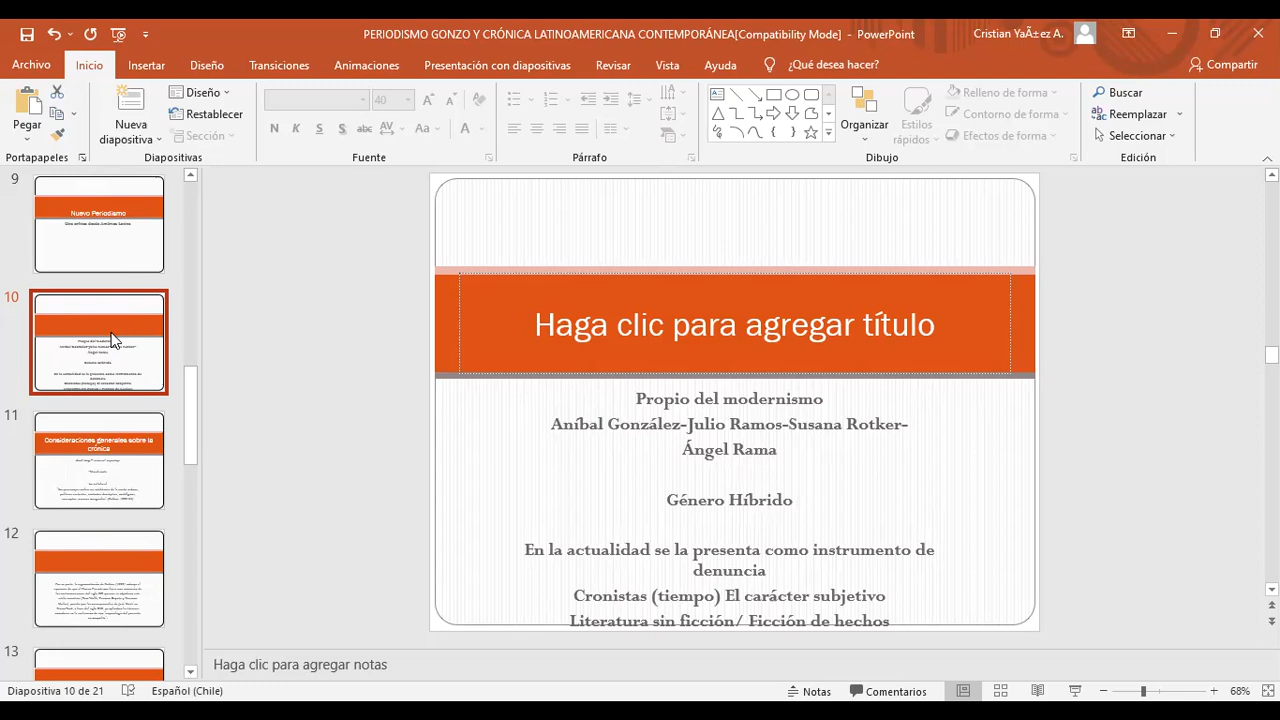 PERIODISMO GONZO Y CRÓNICA LATINOAMERICANA CONTEMPORÁNEA[Compatibility Mode] - PowerPoint
Cristian YaÃ±ez A.
Archivo Inicio Insertar Diseño Transiciones Animaciones Presentación con diapositivas Revisar Vista Ayuda ¿Qué desea hacer? Compartir
Pegar
Portapapeles
Nueva diapositiva
Diseño
Restablecer
Sección
Diapositivas
40
N K S abc AV Aa A
Fuente
Párrafo
Organizar
Estilos rápidos
Relleno de forma
Contorno de forma
Efectos de forma
Dibujo
Buscar
Reemplazar
Seleccionar
Edición
9
Nuevo Periodismo
10
11
Consideraciones generales sobre la
crónica
12
13
Haga clic para agregar título
Propio del modernismo
Aníbal González-Julio Ramos-Susana Rotker-
Ángel Rama
Género Híbrido
En la actualidad se la presenta como instrumento de
denuncia
Cronistas (tiempo) El carácter subjetivo
Literatura sin ficción/ Ficción de hechos
Haga clic para agregar notas
Diapositiva 10 de 21 Español (Chile) Notas Comentarios 68%